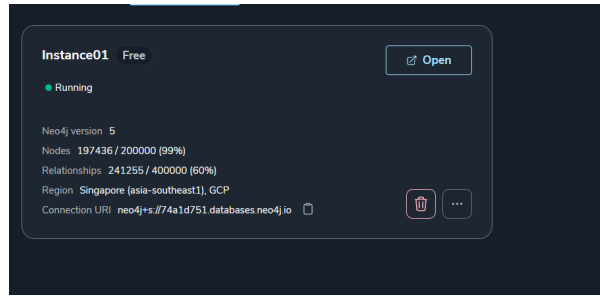 Instance01 Free
Open
Running
Neo4j version 5
Nodes 197436 / 200000 (99%)
Relationships 241255 / 400000 (60%)
Region Singapore (asia-southeast1), GCP
Connection URI neo4j+s://74a1d751.databases.neo4j.io